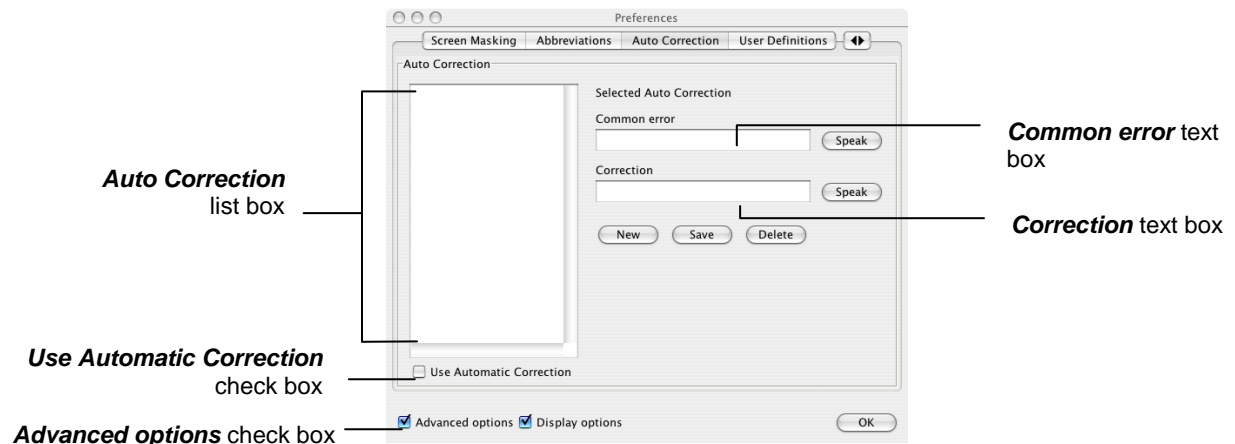 Preferences
Screen Masking Abbreviations Auto Correction User Definitions
Auto Correction
Selected Auto Correction
Common error
Speak
Correction
Speak
New Save Delete
Use Automatic Correction
Advanced options Display options OK
Auto Correction
list box
Use Automatic Correction
check box
Advanced options check box
Common error text
box
Correction text box